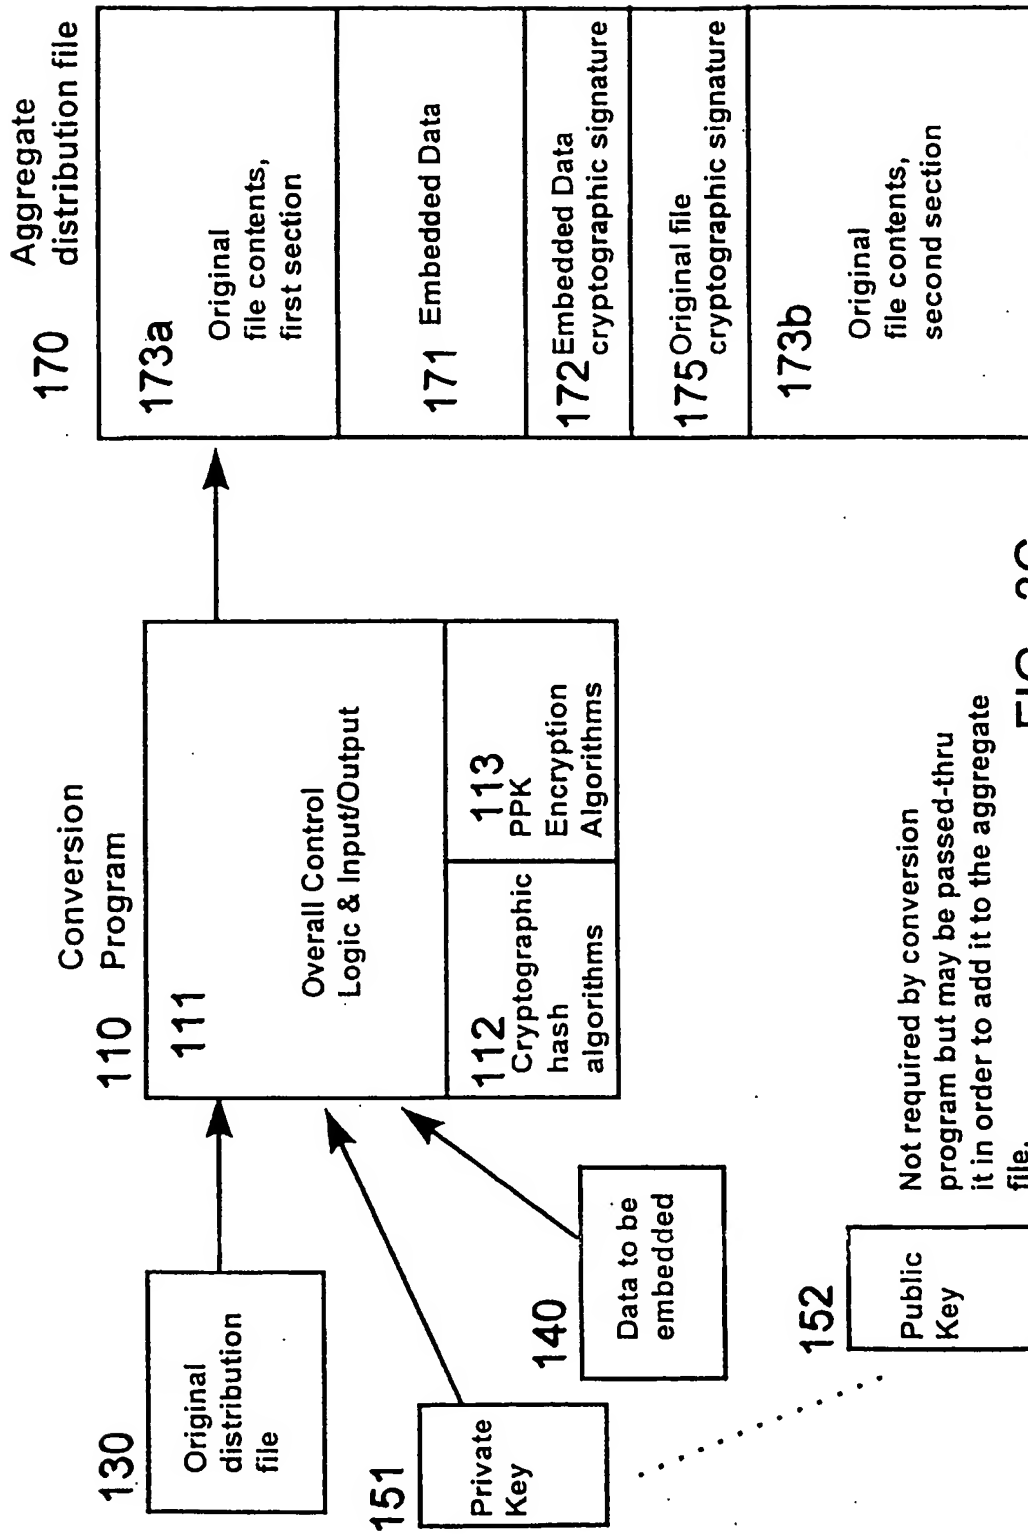 130
Original
distribution
file
151
Private
Key
140
Data to be
embedded
152
Public
Key
Not required by conversion
program but may be passed-thru
it in order to add it to the aggregate
file.
Conversion
110 Program
111
Overall Control
Logic & Input/Output
112
Cryptographic
hash
algorithms
113
PPK
Encryption
Algorithms
170
Aggregate
distribution file
173a
Original
file contents,
first section
171 Embedded Data
172 Embedded Data
cryptographic signature
175 Original file
cryptographic signature
173b
Original
file contents,
second section